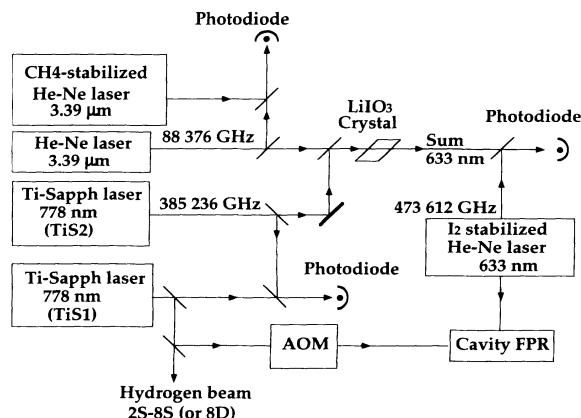 Photodiode
CH4-stabilized
He-Ne laser
3.39 µm
He-Ne laser
3.39 µm
88 376 GHz
LiIO3
Crystal
Sum
633 nm
Photodiode
Ti-Sapph laser
778 nm
(TiS2)
385 236 GHz
473 612 GHz
I2 stabilized
He-Ne laser
633 nm
Ti-Sapph laser
778 nm
(TiS1)
Photodiode
AOM
Cavity FPR
Hydrogen beam
2S-8S (or 8D)